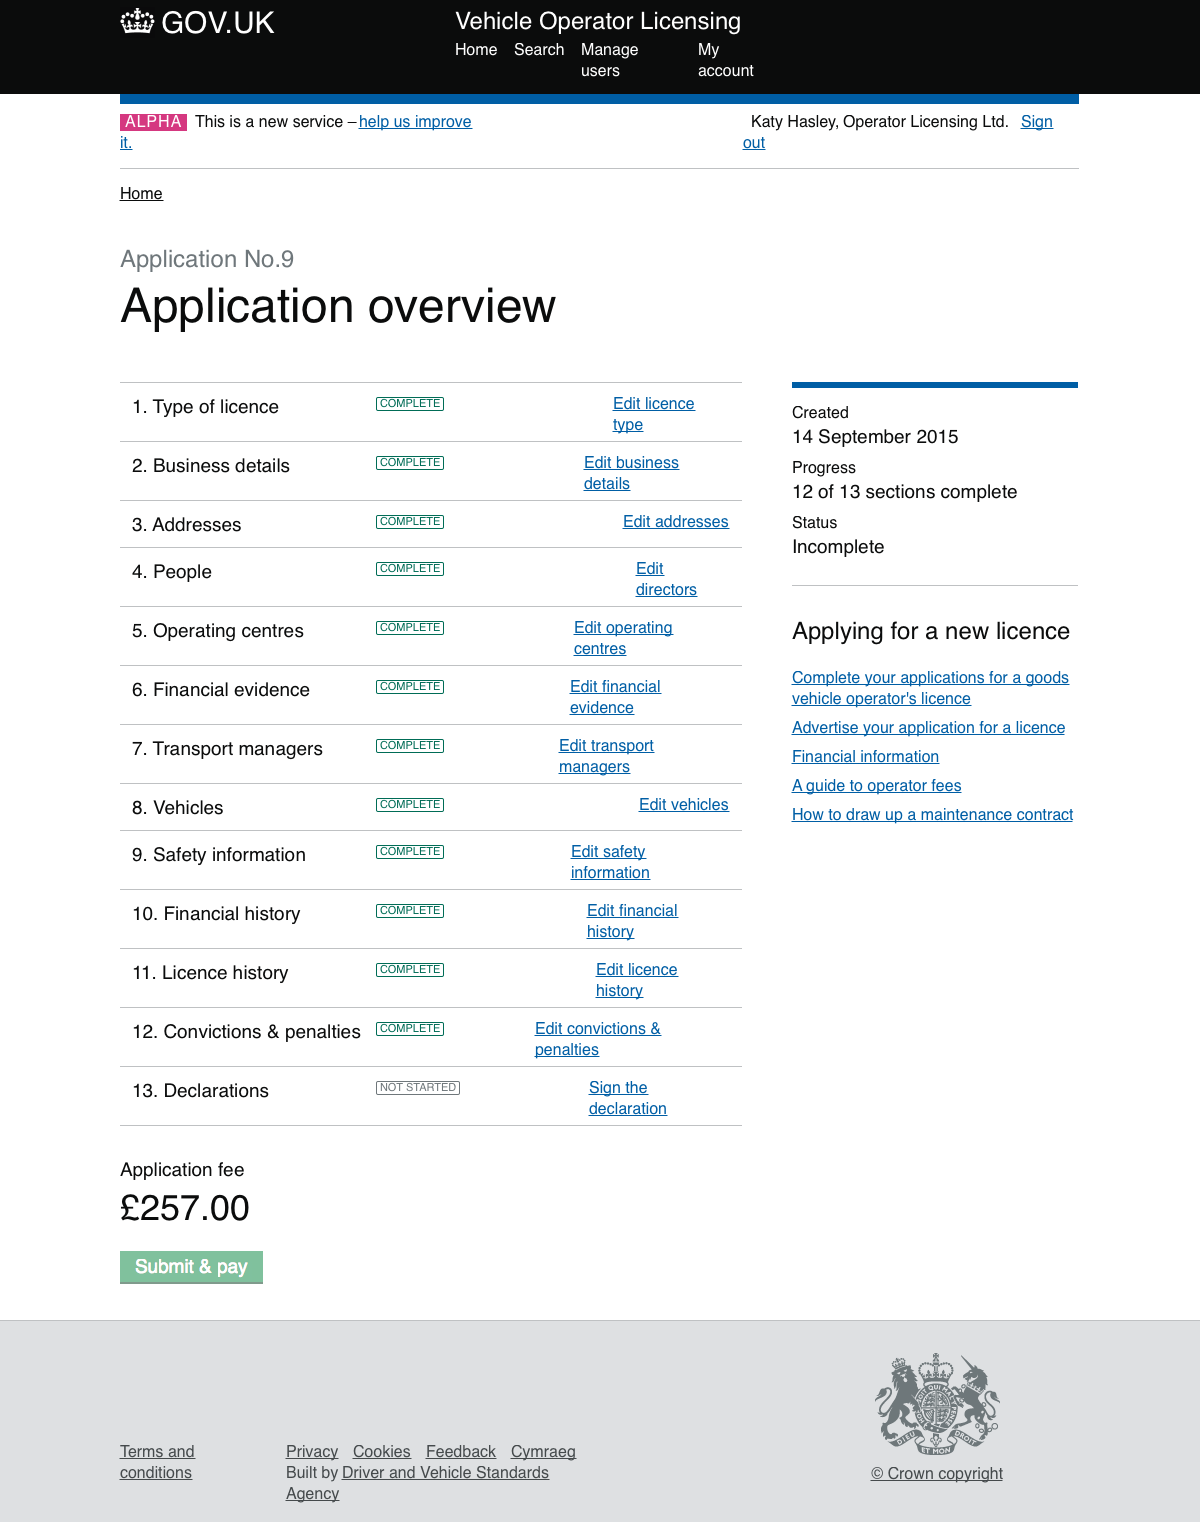 GOV.UK
Vehicle Operator Licensing
Home Search Manage users My account
ALPHA This is a new service – help us improve it.
Katy Hasley, Operator Licensing Ltd. Sign out
Home
Application No.9
Application overview
1. Type of licence COMPLETE Edit licence type
2. Business details COMPLETE Edit business details
3. Addresses COMPLETE Edit addresses
4. People COMPLETE Edit directors
5. Operating centres COMPLETE Edit operating centres
6. Financial evidence COMPLETE Edit financial evidence
7. Transport managers COMPLETE Edit transport managers
8. Vehicles COMPLETE Edit vehicles
9. Safety information COMPLETE Edit safety information
10. Financial history COMPLETE Edit financial history
11. Licence history COMPLETE Edit licence history
12. Convictions & penalties COMPLETE Edit convictions & penalties
13. Declarations NOT STARTED Sign the declaration
Application fee
£257.00
Submit & pay
Created
14 September 2015
Progress
12 of 13 sections complete
Status
Incomplete
Applying for a new licence
Complete your applications for a goods
vehicle operator's licence
Advertise your application for a licence
Financial information
A guide to operator fees
How to draw up a maintenance contract
Terms and conditions
Privacy Cookies Feedback Cymraeg
Built by Driver and Vehicle Standards
Agency
DIEU ET MON DROIT
© Crown copyright